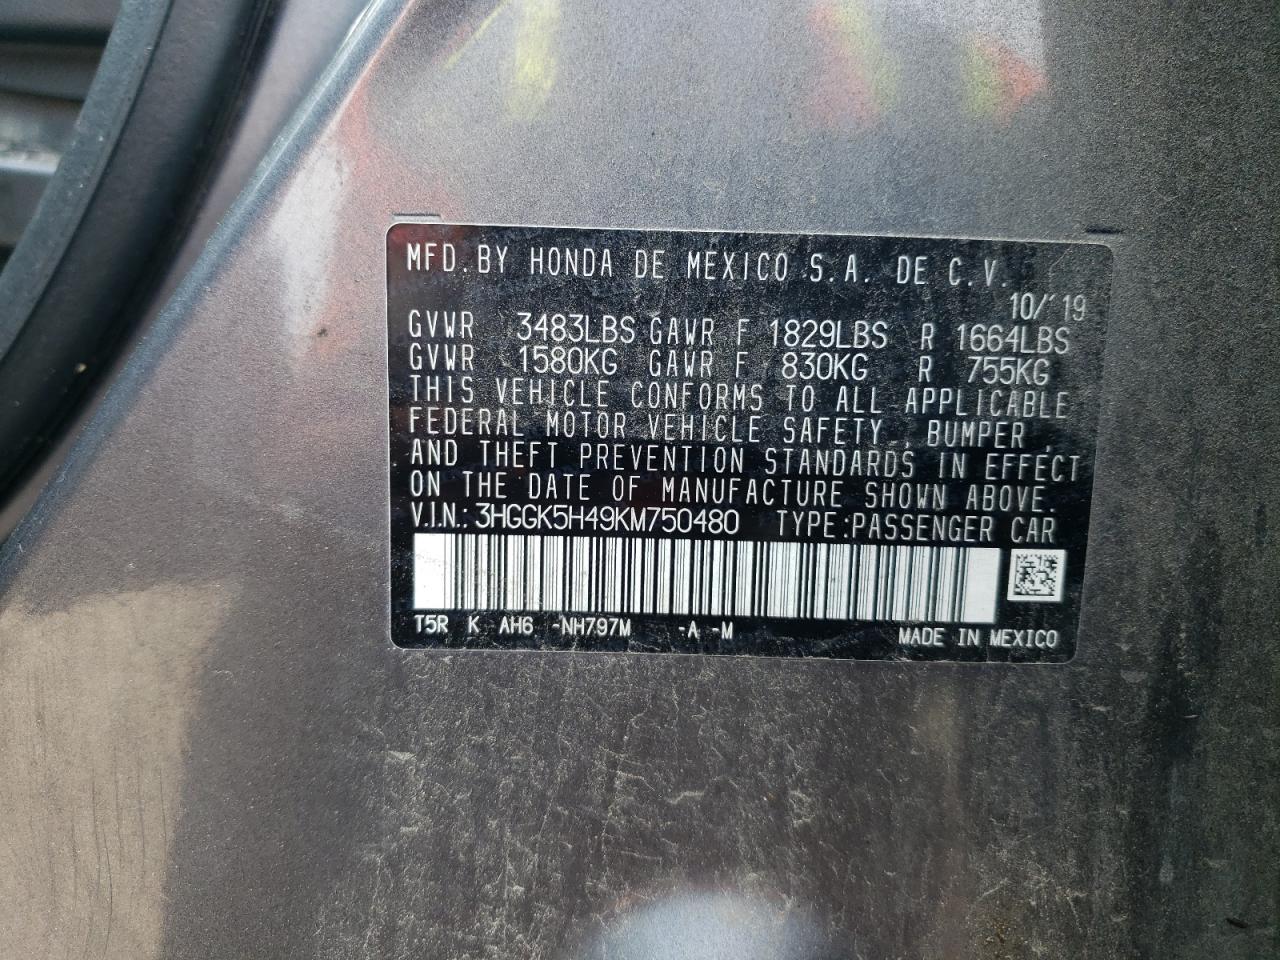 MFD.BY HONDA DE MEXICO S.A. DE C.V.
10/'19
GVWR 3483LBS GAWR F 1829LBS R 1664LBS
GVWR 1580KG GAWR F 830KG R 755KG
THIS VEHICLE CONFORMS TO ALL APPLICABLE
FEDERAL MOTOR VEHICLE SAFETY, BUMPER,
AND THEFT PREVENTION STANDARDS IN EFFECT
ON THE DATE OF MANUFACTURE SHOWN ABOVE.
V.I.N.: 3HGGK5H49KM750480 TYPE:PASSENGER CAR
T5R K AH6 -NH797M -A -M MADE IN MEXICO